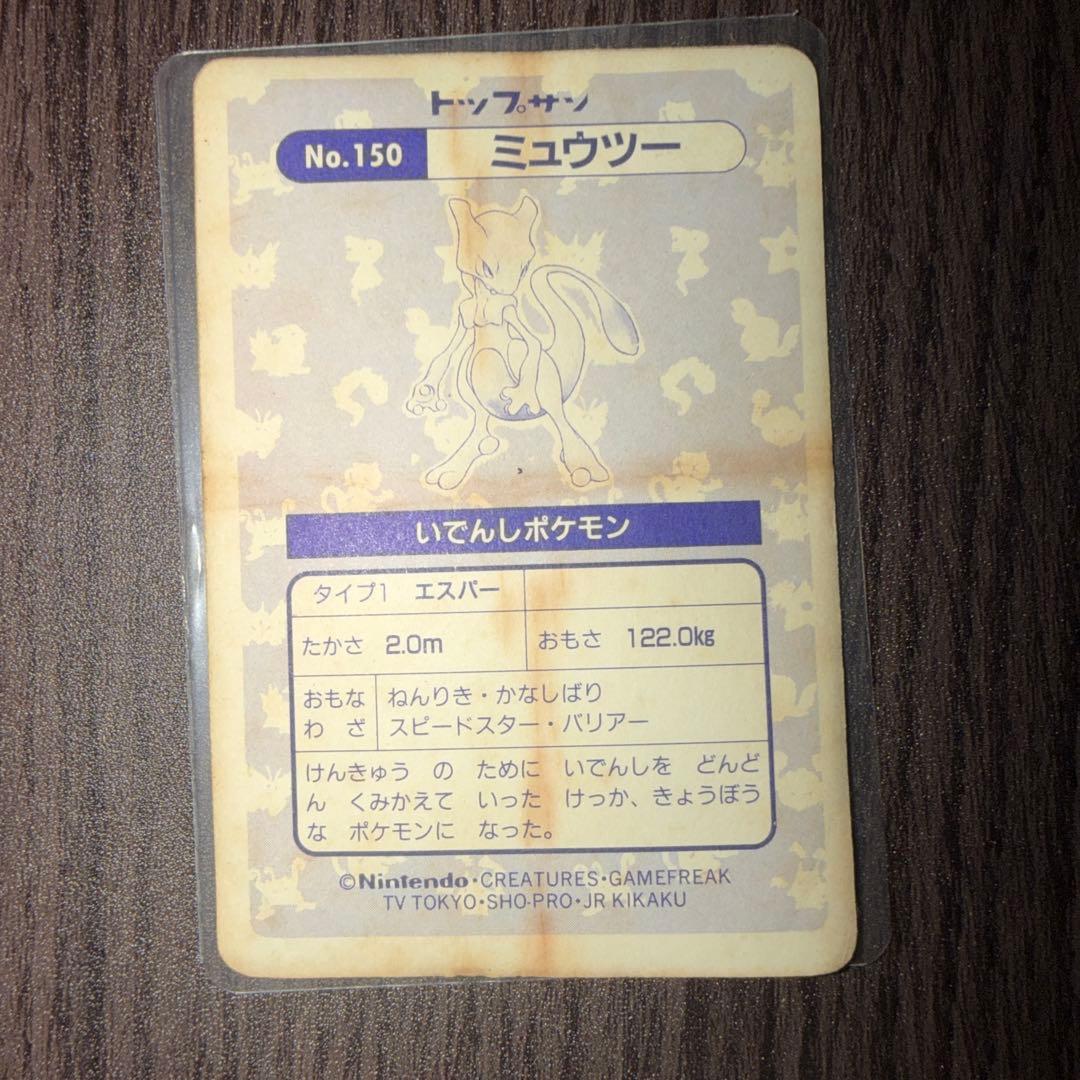 トップサン
No.150 ミュウツー
いでんしポケモン
タイプ1 エスパー
たかさ 2.0m おもさ 122.0kg
おもな ねんりき・かなしばり
わ ざ スピードスター・バリアー
けんきゅう の ために いでんしを どんど
ん くみかえて いった けっか、きょうぼう
な ポケモンに なった。
©Nintendo・CREATURES・GAMEFREAK
TV TOKYO・SHO-PRO・JR KIKAKU